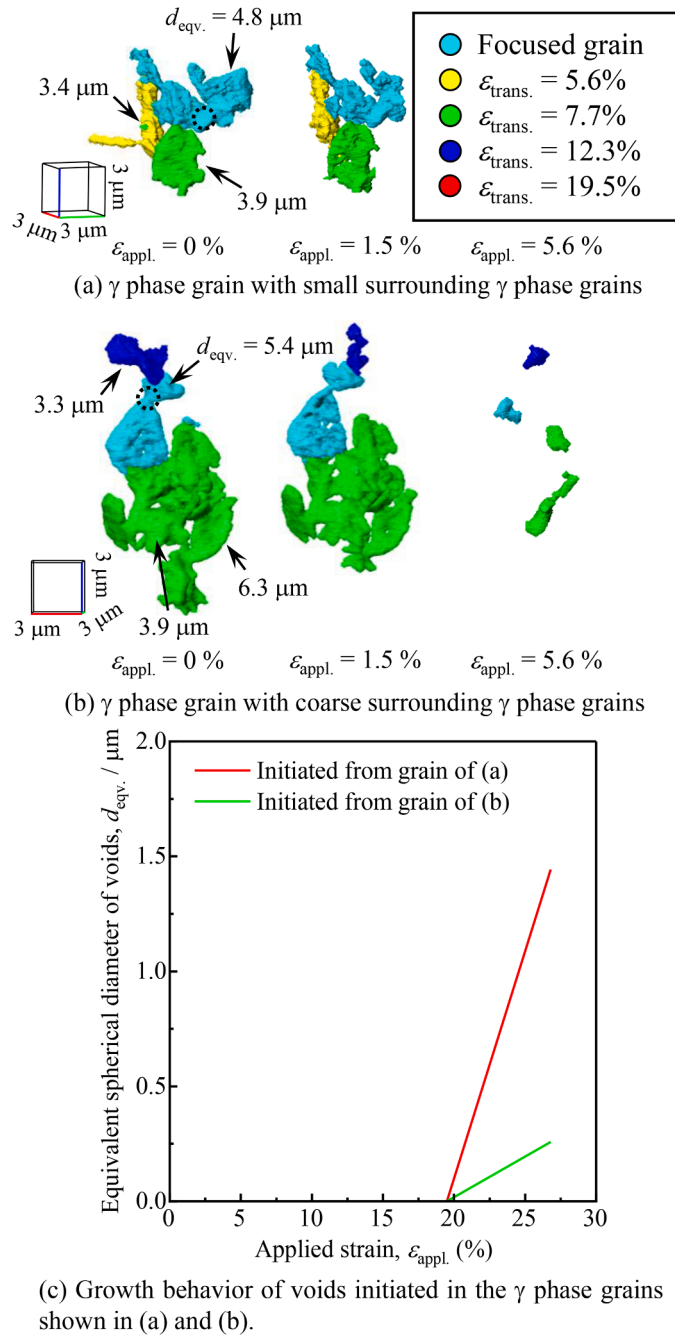 d_eqv. = 4.8 μm
3.4 μm
3.9 μm
3 μm
3 μm
3 μm
Focused grain
ε_trans. = 5.6%
ε_trans. = 7.7%
ε_trans. = 12.3%
ε_trans. = 19.5%
ε_appl. = 0 %
ε_appl. = 1.5 %
ε_appl. = 5.6 %
(a) γ phase grain with small surrounding γ phase grains
d_eqv. = 5.4 μm
3.3 μm
6.3 μm
3.9 μm
3 μm
3 μm
3 μm
ε_appl. = 0 %
ε_appl. = 1.5 %
ε_appl. = 5.6 %
(b) γ phase grain with coarse surrounding γ phase grains
Equivalent spherical diameter of voids, d_eqv. / μm
2.0
1.5
1.0
0.5
0.0
Initiated from grain of (a)
Initiated from grain of (b)
0
5
10
15
20
25
30
Applied strain, ε_appl. (%)
(c) Growth behavior of voids initiated in the γ phase grains
shown in (a) and (b).